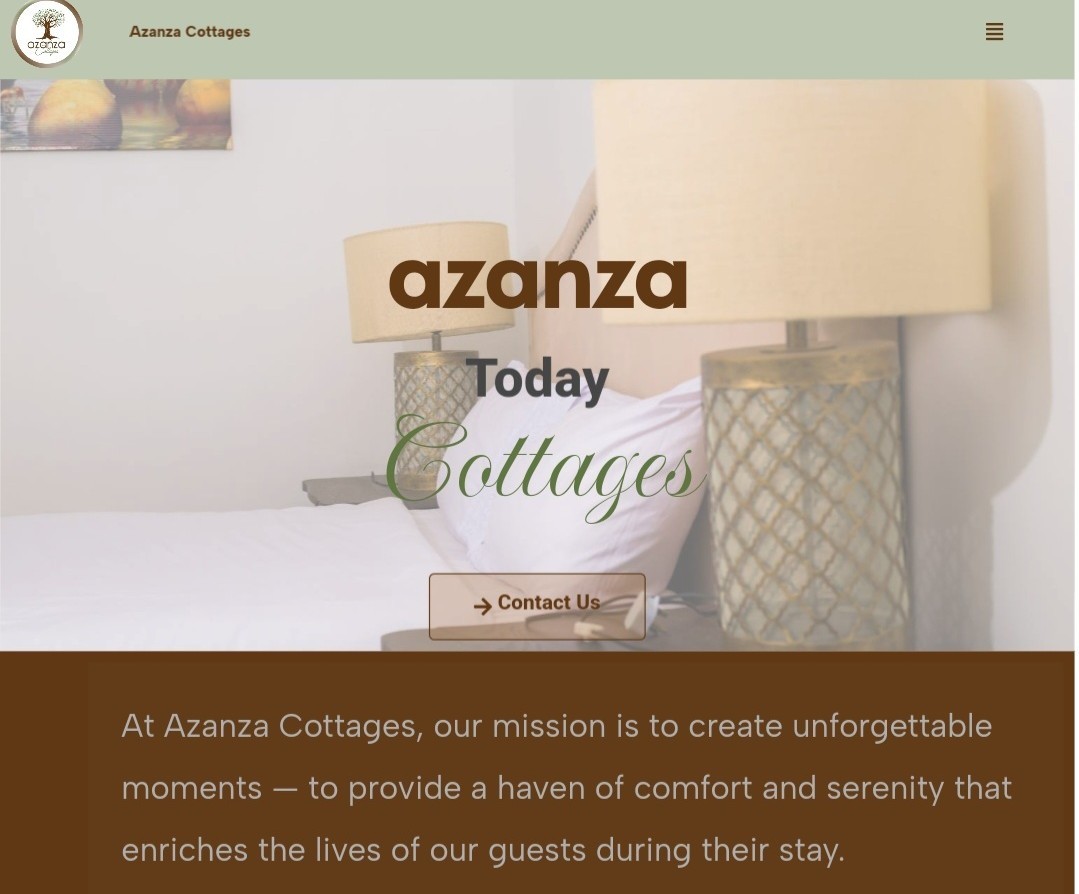 azanza
Cottages
Azanza Cottages
azanza
Today
Cottages
Contact Us
At Azanza Cottages, our mission is to create unforgettable
moments — to provide a haven of comfort and serenity that
enriches the lives of our guests during their stay.